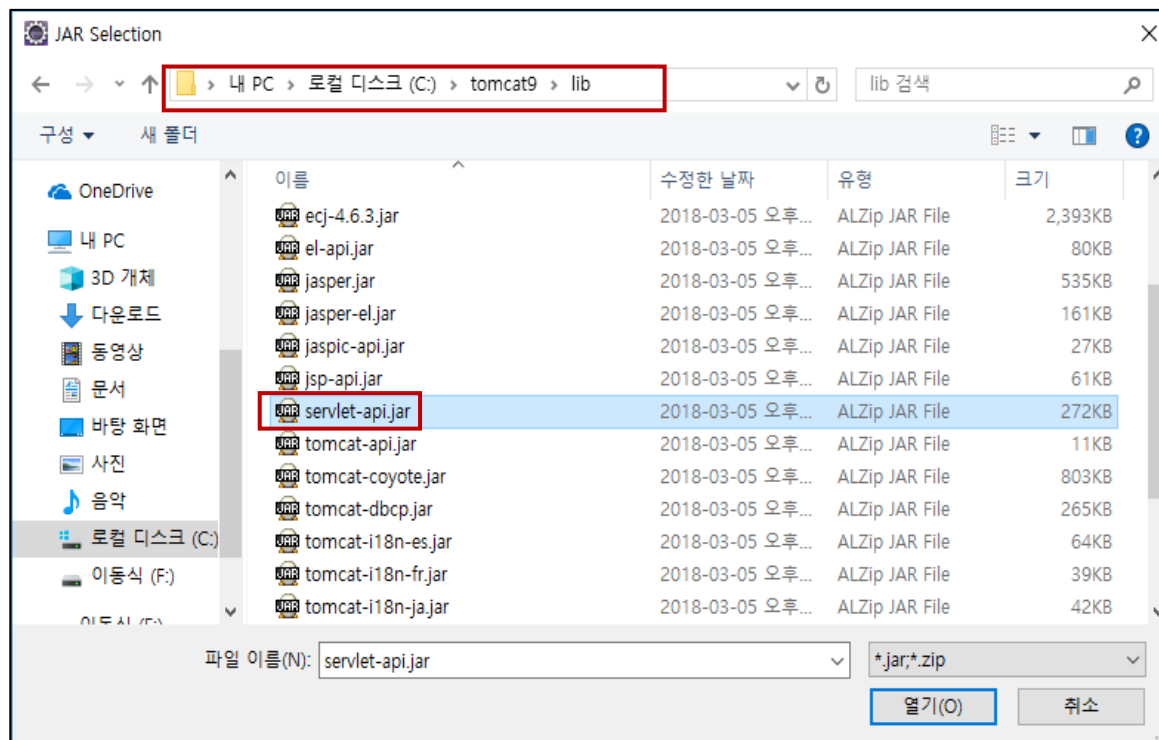 JAR Selection
내 PC > 로컬 디스크 (C:) > tomcat9 > lib
lib 검색
구성
새 폴더
이름 수정한 날짜 유형 크기
OneDrive
내 PC
3D 개체
다운로드
동영상
문서
바탕 화면
사진
음악
로컬 디스크 (C:)
이동식 (F:)
ecj-4.6.3.jar 2018-03-05 오후... ALZip JAR File 2,393KB
el-api.jar 2018-03-05 오후... ALZip JAR File 80KB
jasper.jar 2018-03-05 오후... ALZip JAR File 535KB
jasper-el.jar 2018-03-05 오후... ALZip JAR File 161KB
jaspic-api.jar 2018-03-05 오후... ALZip JAR File 27KB
jsp-api.jar 2018-03-05 오후... ALZip JAR File 61KB
servlet-api.jar 2018-03-05 오후... ALZip JAR File 272KB
tomcat-api.jar 2018-03-05 오후... ALZip JAR File 11KB
tomcat-coyote.jar 2018-03-05 오후... ALZip JAR File 803KB
tomcat-dbcp.jar 2018-03-05 오후... ALZip JAR File 265KB
tomcat-i18n-es.jar 2018-03-05 오후... ALZip JAR File 64KB
tomcat-i18n-fr.jar 2018-03-05 오후... ALZip JAR File 39KB
tomcat-i18n-ja.jar 2018-03-05 오후... ALZip JAR File 42KB
파일 이름(N): servlet-api.jar *.jar;*.zip
열기(O) 취소